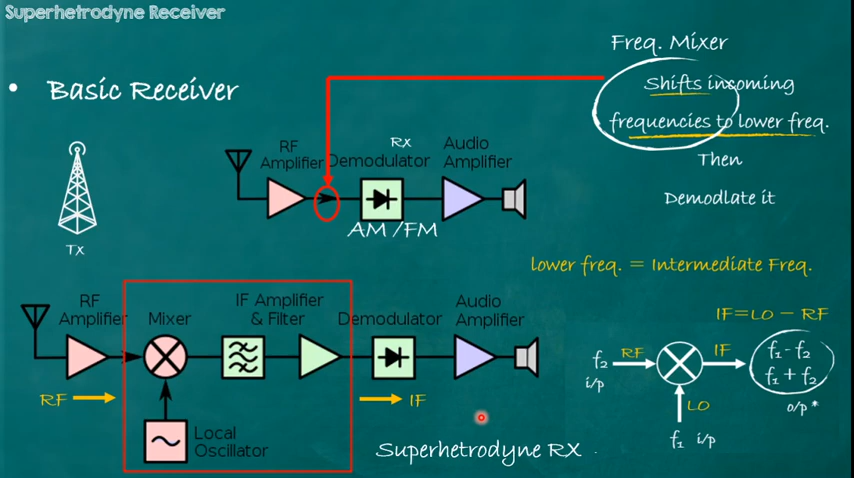 Superhetrodyne Receiver
• Basic Receiver
Freq. Mixer
Shifts incoming
frequencies to lower freq.
Then
Demodlate it
Tx
RF
Amplifier
Rx
Demodulator
AM/FM
Audio
Amplifier
lower freq. = Intermediate Freq.
RF
Amplifier
Mixer
IF Amplifier
& Filter
Demodulator
Audio
Amplifier
RF
IF
Local
Oscillator
Superhetrodyne RX
IF=LO - RF
f2
i/p
RF
IF
LO
f1 i/p
f1-f2
f1+f2
o/p *